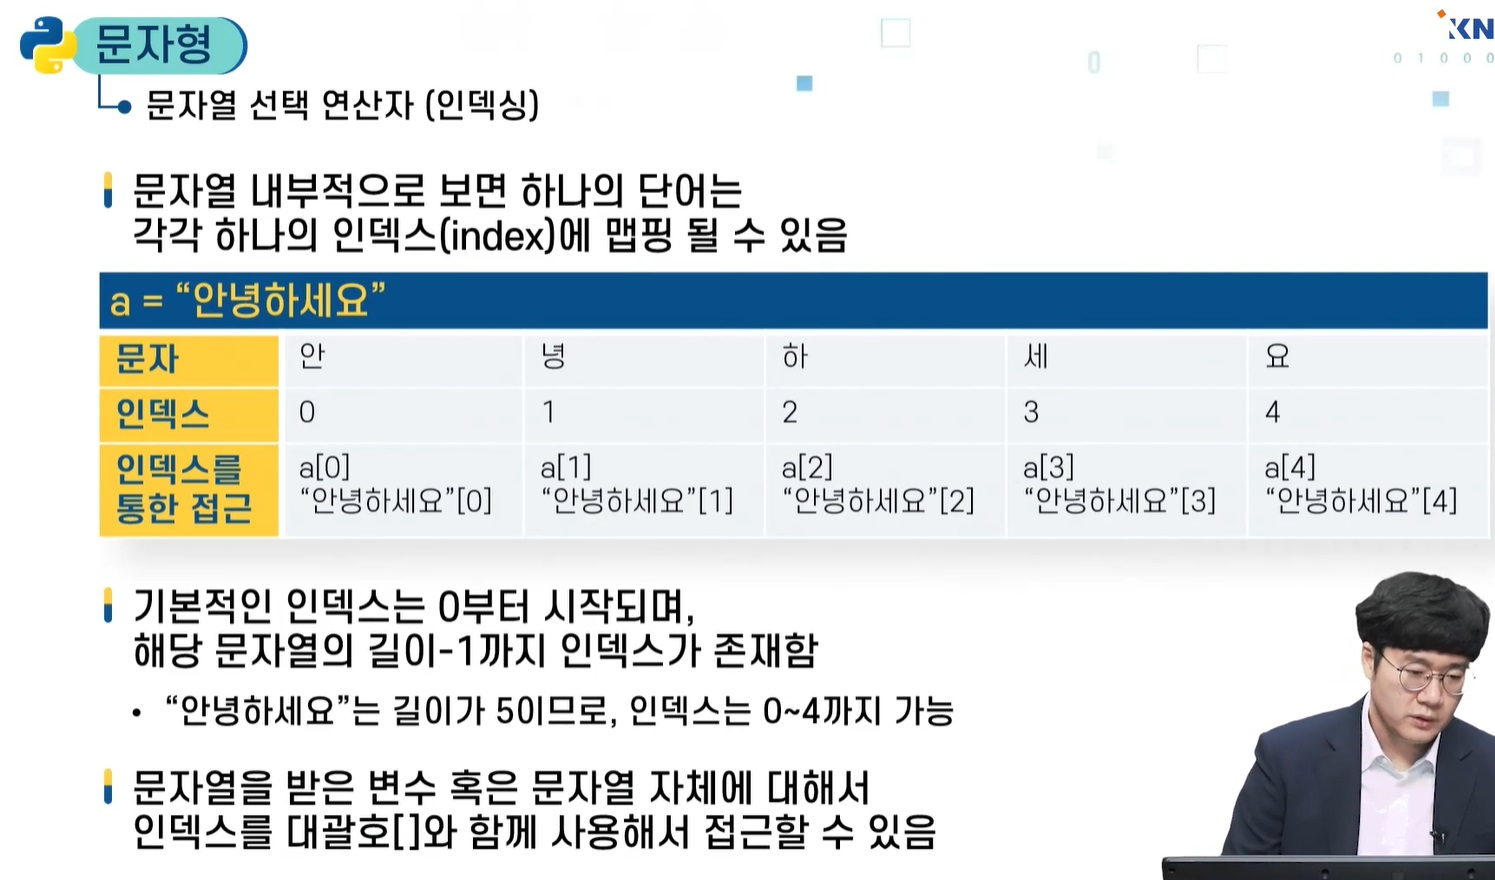 문자형
문자열 선택 연산자 (인덱싱)
KN
0 1 0 0 0
0
문자열 내부적으로 보면 하나의 단어는
각각 하나의 인덱스(index)에 맵핑 될 수 있음
a = “안녕하세요”
문자 안 녕 하 세 요
인덱스 0 1 2 3 4
인덱스를 a[0] a[1] a[2] a[3] a[4]
통한 접근 “안녕하세요”[0] “안녕하세요”[1] “안녕하세요”[2] “안녕하세요”[3] “안녕하세요”[4]
기본적인 인덱스는 0부터 시작되며,
해당 문자열의 길이-1까지 인덱스가 존재함
• “안녕하세요”는 길이가 5이므로, 인덱스는 0~4까지 가능
문자열을 받은 변수 혹은 문자열 자체에 대해서
인덱스를 대괄호[]와 함께 사용해서 접근할 수 있음